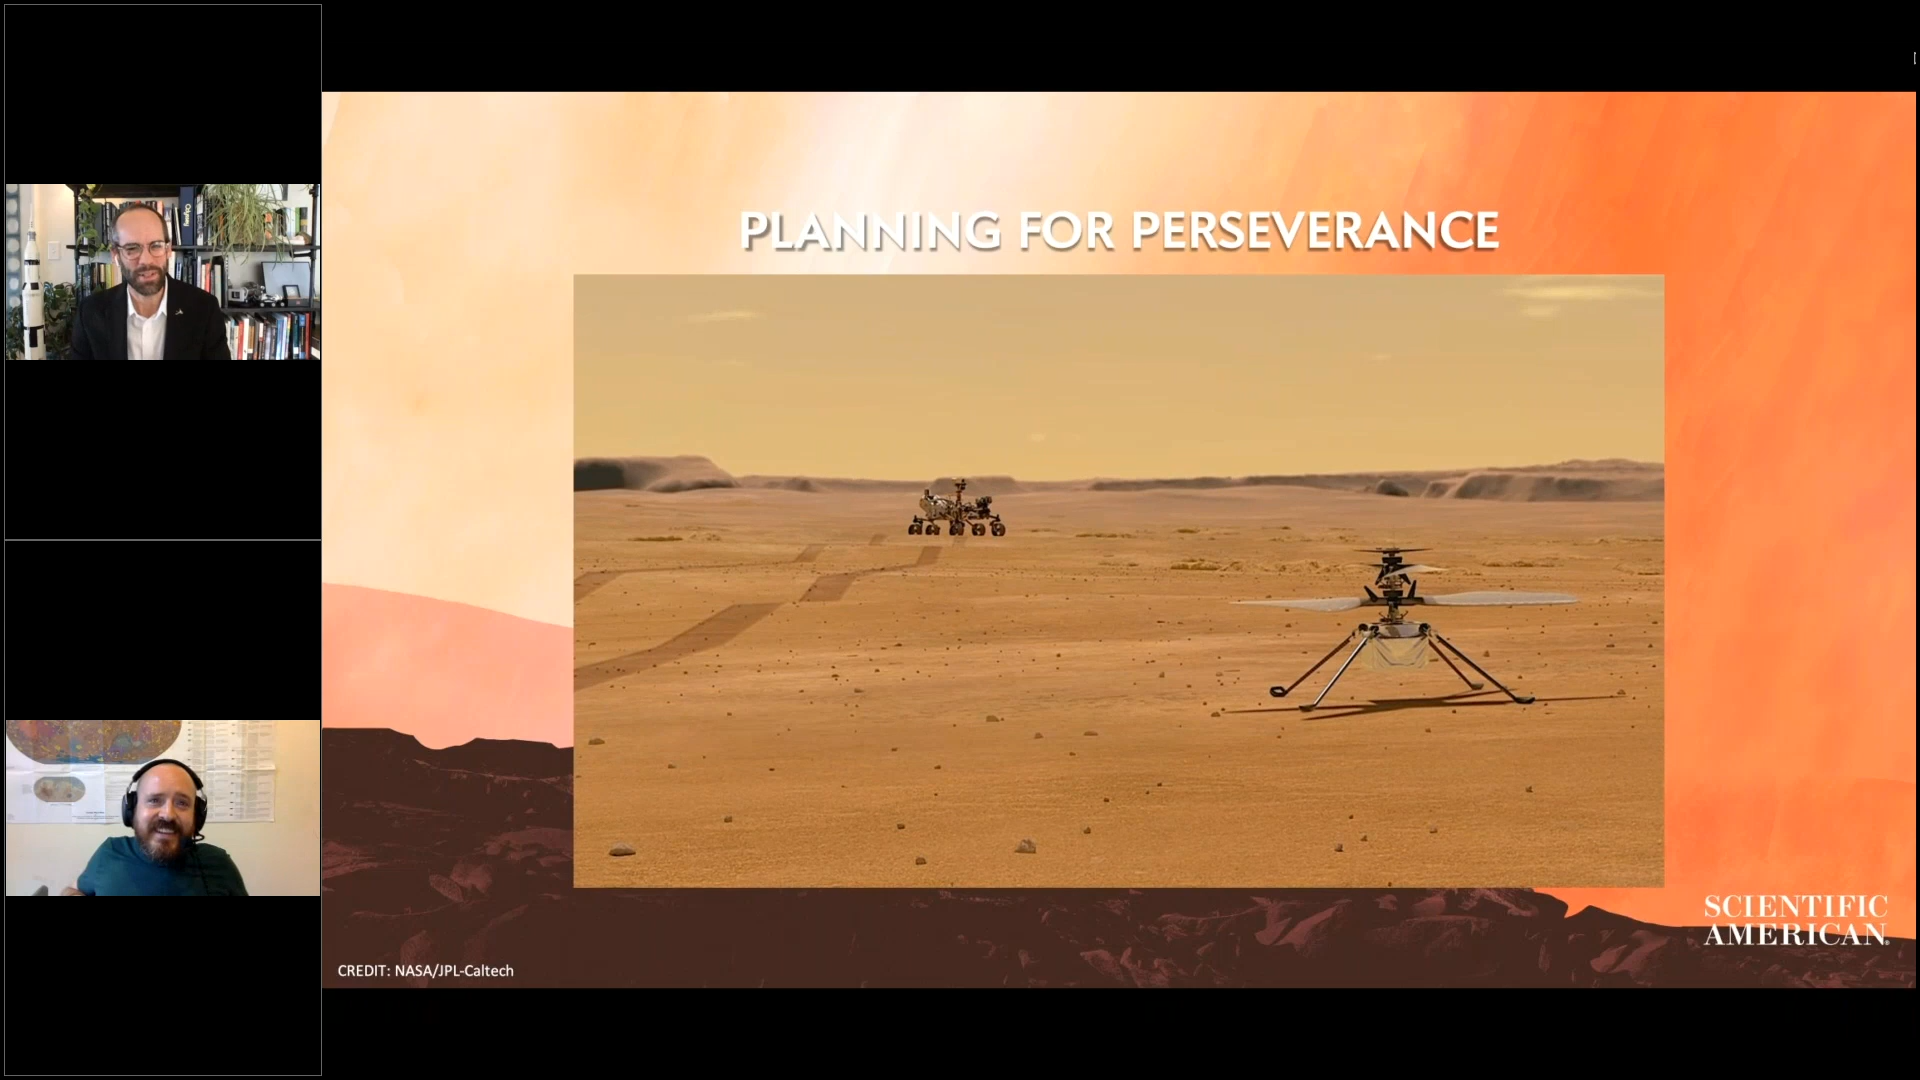 PLANNING FOR PERSEVERANCE
SCIENTIFIC
AMERICAN®
CREDIT: NASA/JPL-Caltech